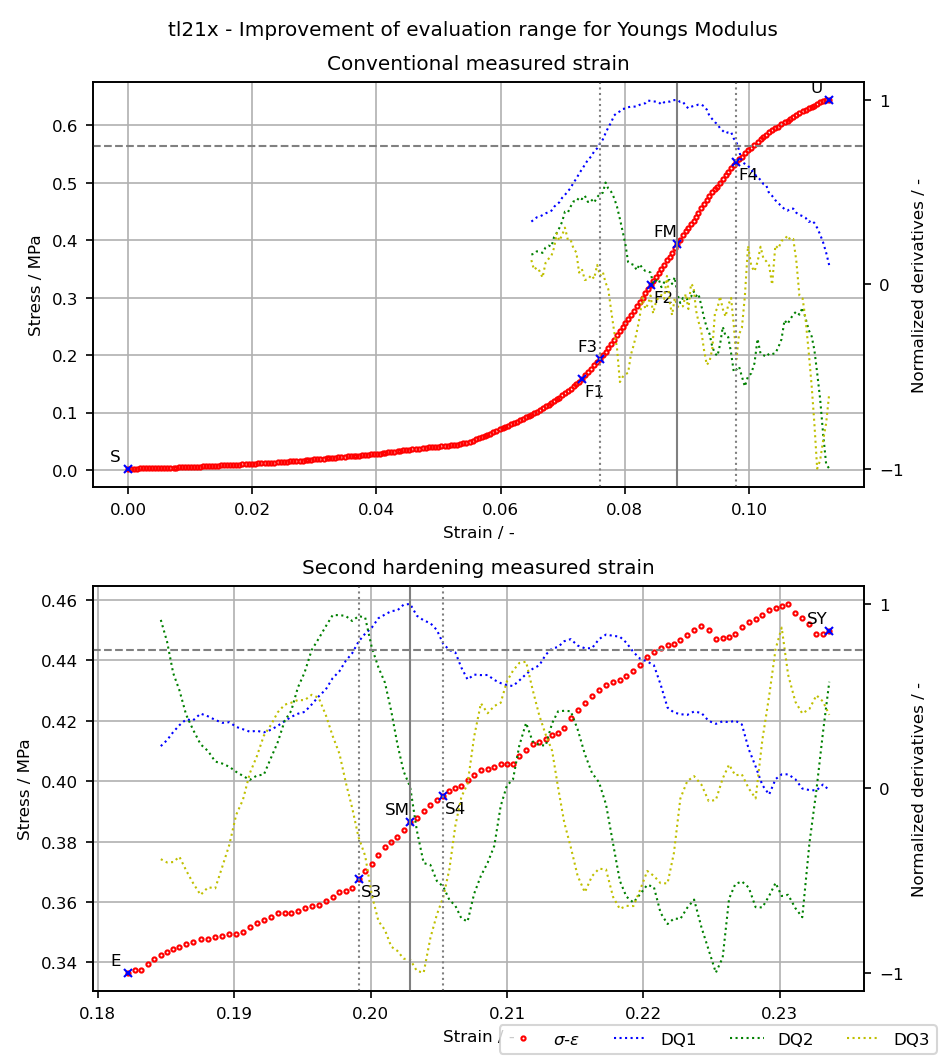 tl21x - Improvement of evaluation range for Youngs Modulus
Conventional measured strain
Stress / MPa
0.6
0.5
0.4
0.3
0.2
0.1
0.0
S
F1
F3
F2
FM
F4
U
1
0
−1
Normalized derivatives / -
0.00 0.02 0.04 0.06 0.08 0.10
Strain / -
Second hardening measured strain
Stress / MPa
0.46
0.44
0.42
0.40
0.38
0.36
0.34
E
S3
SM
S4
SY
1
0
−1
Normalized derivatives / -
0.18 0.19 0.20 0.21 0.22 0.23
Strain / -
σ-ε DQ1 DQ2 DQ3